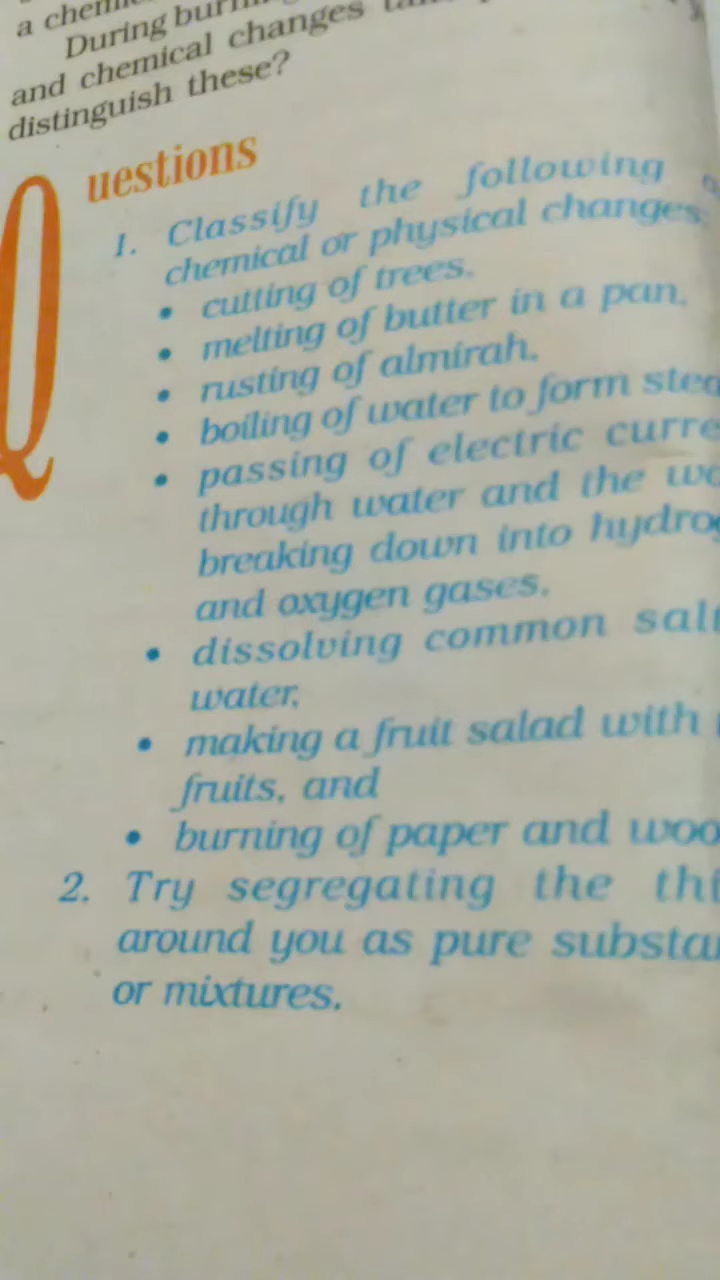 a
During
and chemical changes
distinguish these?
Questions
1. Classify the following
chemical or physical changes:
• cutting of trees,
• melting of butter in a pan,
• rusting of almirah,
• boiling of water to form
• passing of electric
through water and the
breaking down into
and oxygen gases,
• dissolving common salt
water,
• making a fruit salad with
fruits, and
• burning of paper and
2. Try segregating the
around you as pure
or mixtures.